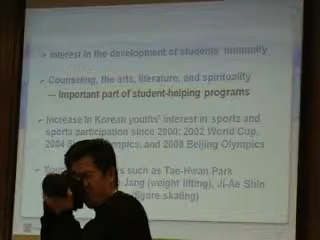 ✓ Interest in the development of students' immunity
✓ Counseling, the arts, literature, and spirituality
— Important part of student-helping programs
✓ Increase in Korean youths' interest in sports and
sports participation since 2000: 2002 World Cup,
2004 Olympics, and 2008 Beijing Olympics
such as Tae-Hwan Park
Jang (weight lifting), Ji-Ae Shin
(figure skating)